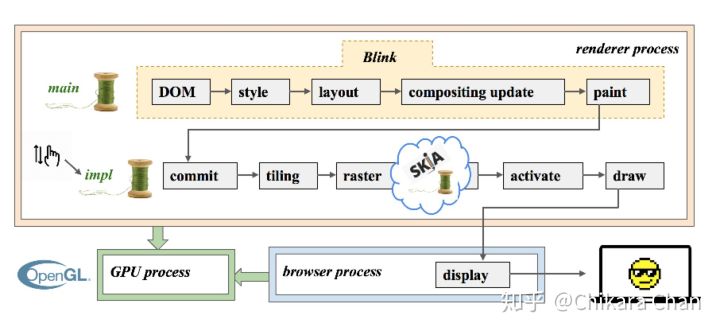 Blink
renderer process
main
DOM
style
layout
compositing update
paint
SKiA
impl
commit
tiling
raster
activate
draw
OpenGL.
GPU process
browser process
display
知乎 @Chikara Chan